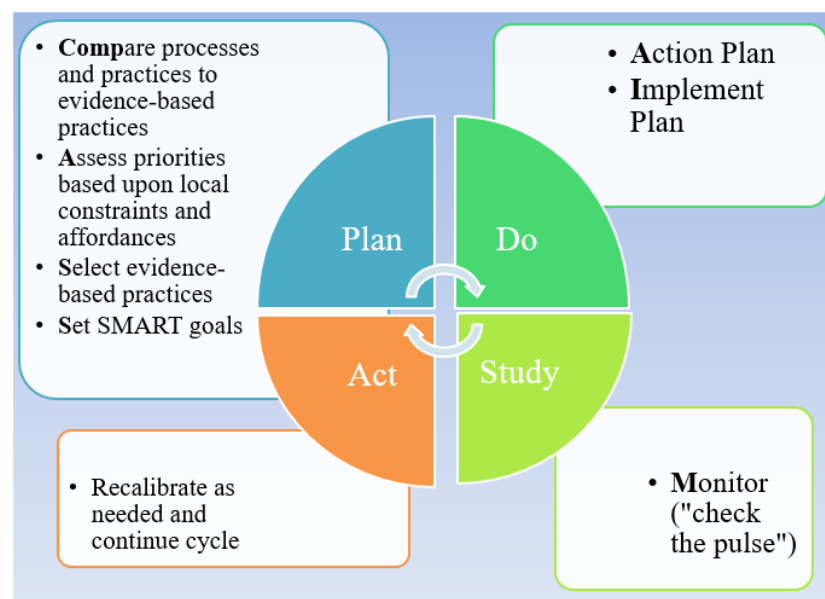 • Compare processes
and practices to
evidence-based
practices
• Assess priorities
based upon local
constraints and
affordances
• Select evidence-
based practices
• Set SMART goals
• Action Plan
• Implement
Plan
Plan
Do
Act
Study
• Recalibrate as
needed and
continue cycle
• Monitor
("check
the pulse")